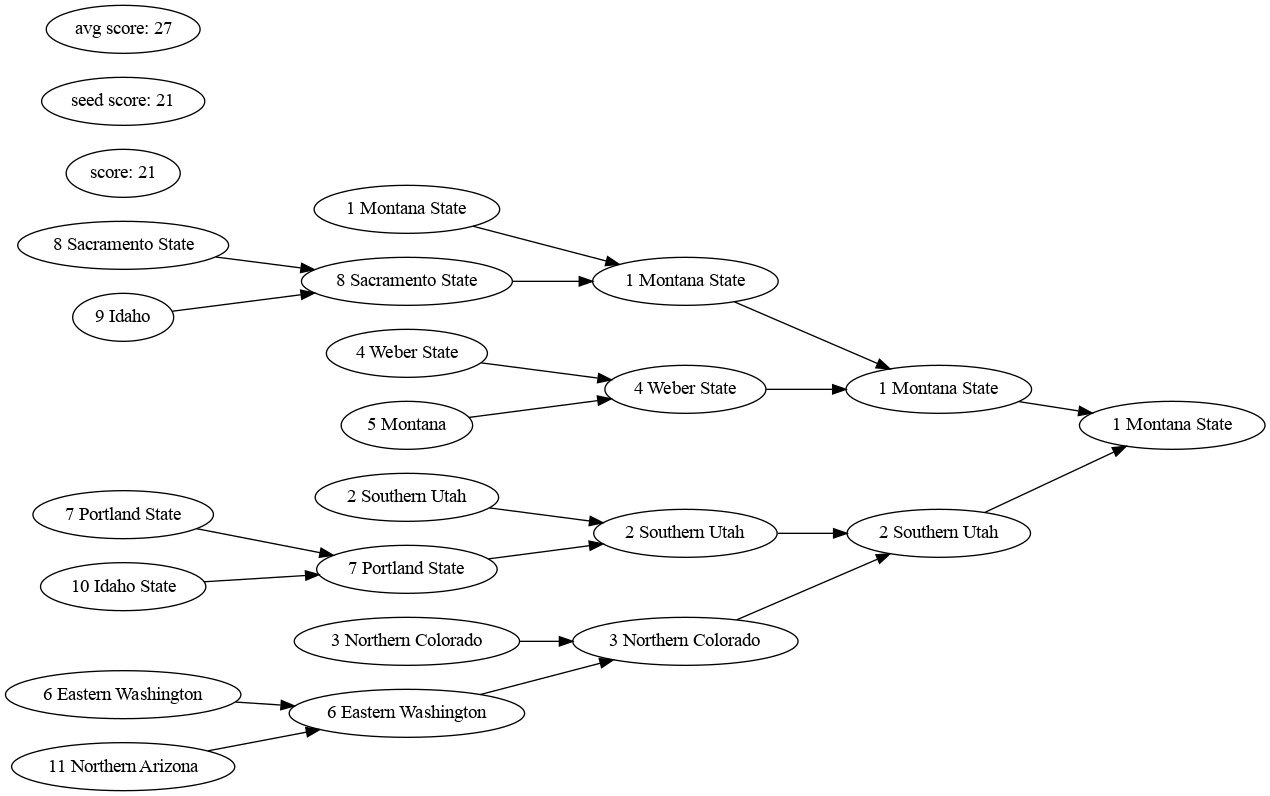 avg score: 27
seed score: 21
score: 21
1 Montana State
8 Sacramento State
8 Sacramento State
1 Montana State
9 Idaho
4 Weber State
4 Weber State
1 Montana State
5 Montana
1 Montana State
2 Southern Utah
7 Portland State
2 Southern Utah
2 Southern Utah
7 Portland State
10 Idaho State
3 Northern Colorado
3 Northern Colorado
6 Eastern Washington
6 Eastern Washington
11 Northern Arizona